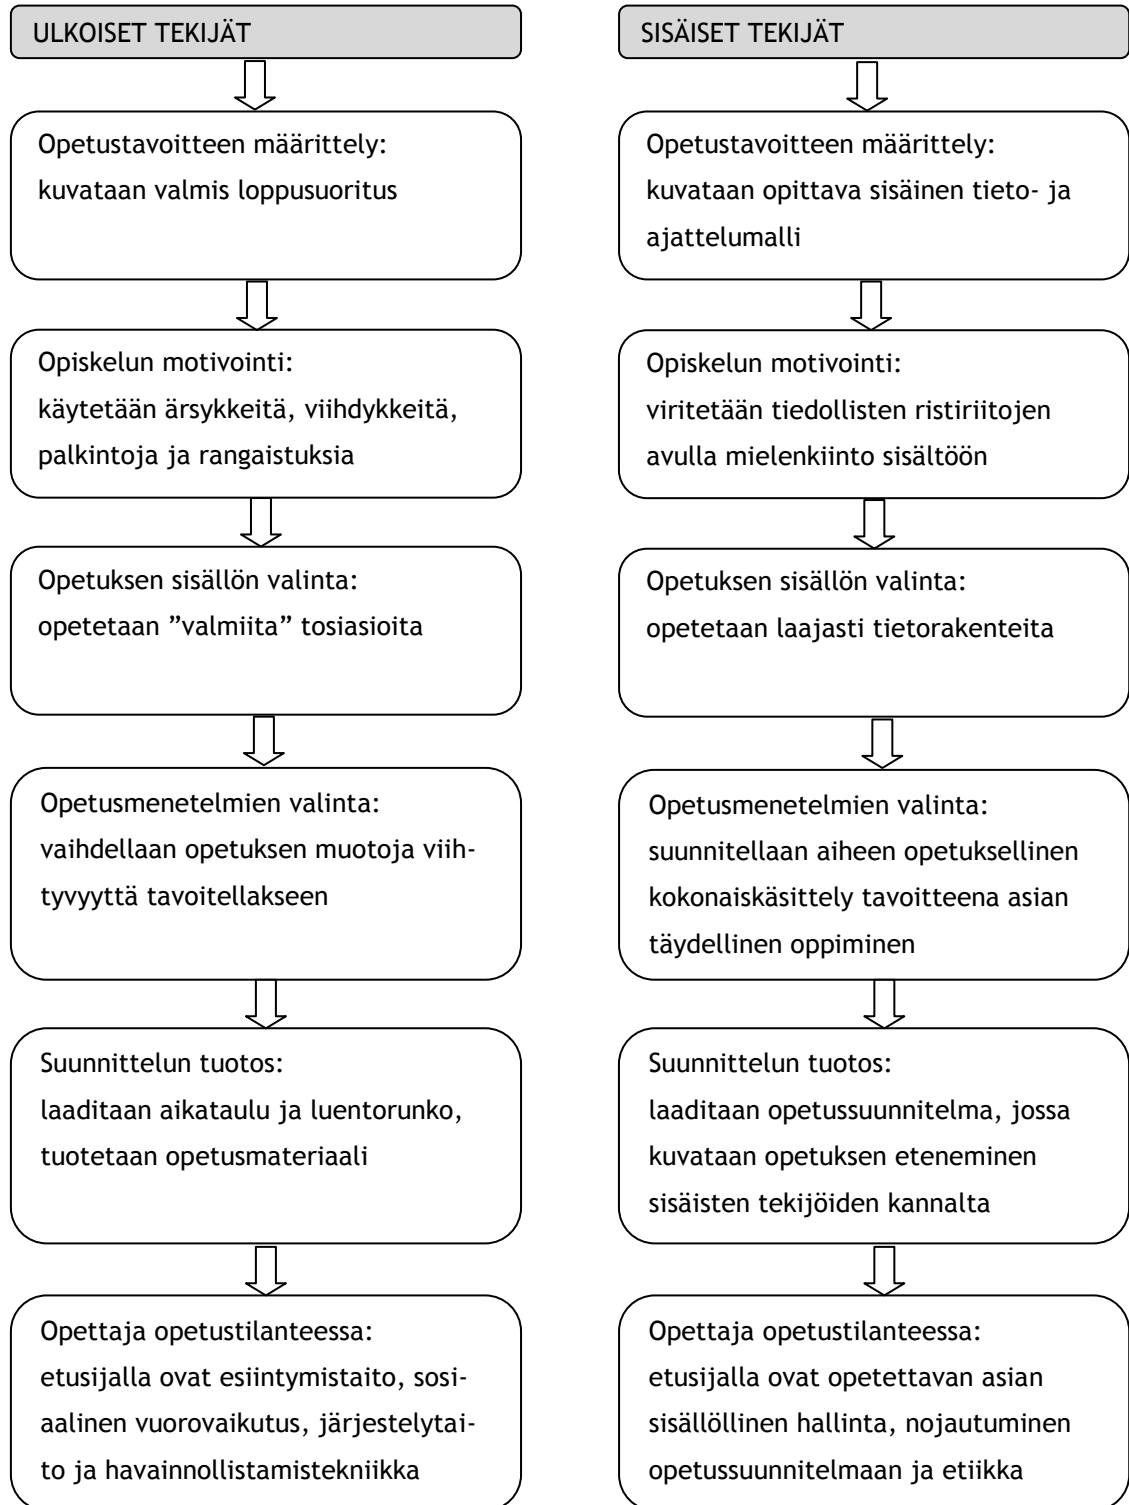 ULKOISET TEKIJÄT
Opetustavoitteen määrittely:
kuvataan valmis loppusuoritus
Opiskelun motivointi:
käytetään ärsykkeitä, viihdykkeitä,
palkintoja ja rangaistuksia
Opetuksen sisällön valinta:
opetetaan ”valmiita” tosiasioita
Opetusmenetelmien valinta:
vaihdellaan opetuksen muotoja viih-
tyvyyttä tavoitellakseen
Suunnittelun tuotos:
laaditaan aikataulu ja luentorunko,
tuotetaan opetusmateriaali
Opettaja opetustilanteessa:
etusijalla ovat esiintymistaito, sosi-
aalinen vuorovaikutus, järjestelytai-
to ja havainnollistamistekniikka
SISÄISET TEKIJÄT
Opetustavoitteen määrittely:
kuvataan opittava sisäinen tieto- ja
ajattelumalli
Opiskelun motivointi:
viritetään tiedollisten ristiriitojen
avulla mielenkiinto sisältöön
Opetuksen sisällön valinta:
opetetaan laajasti tietorakenteita
Opetusmenetelmien valinta:
suunnitellaan aiheen opetuksellinen
kokonaiskäsittely tavoitteena asian
täydellinen oppiminen
Suunnittelun tuotos:
laaditaan opetussuunnitelma, jossa
kuvataan opetuksen eteneminen
sisäisten tekijöiden kannalta
Opettaja opetustilanteessa:
etusijalla ovat opetettavan asian
sisällöllinen hallinta, nojautuminen
opetussuunnitelmaan ja etiikka